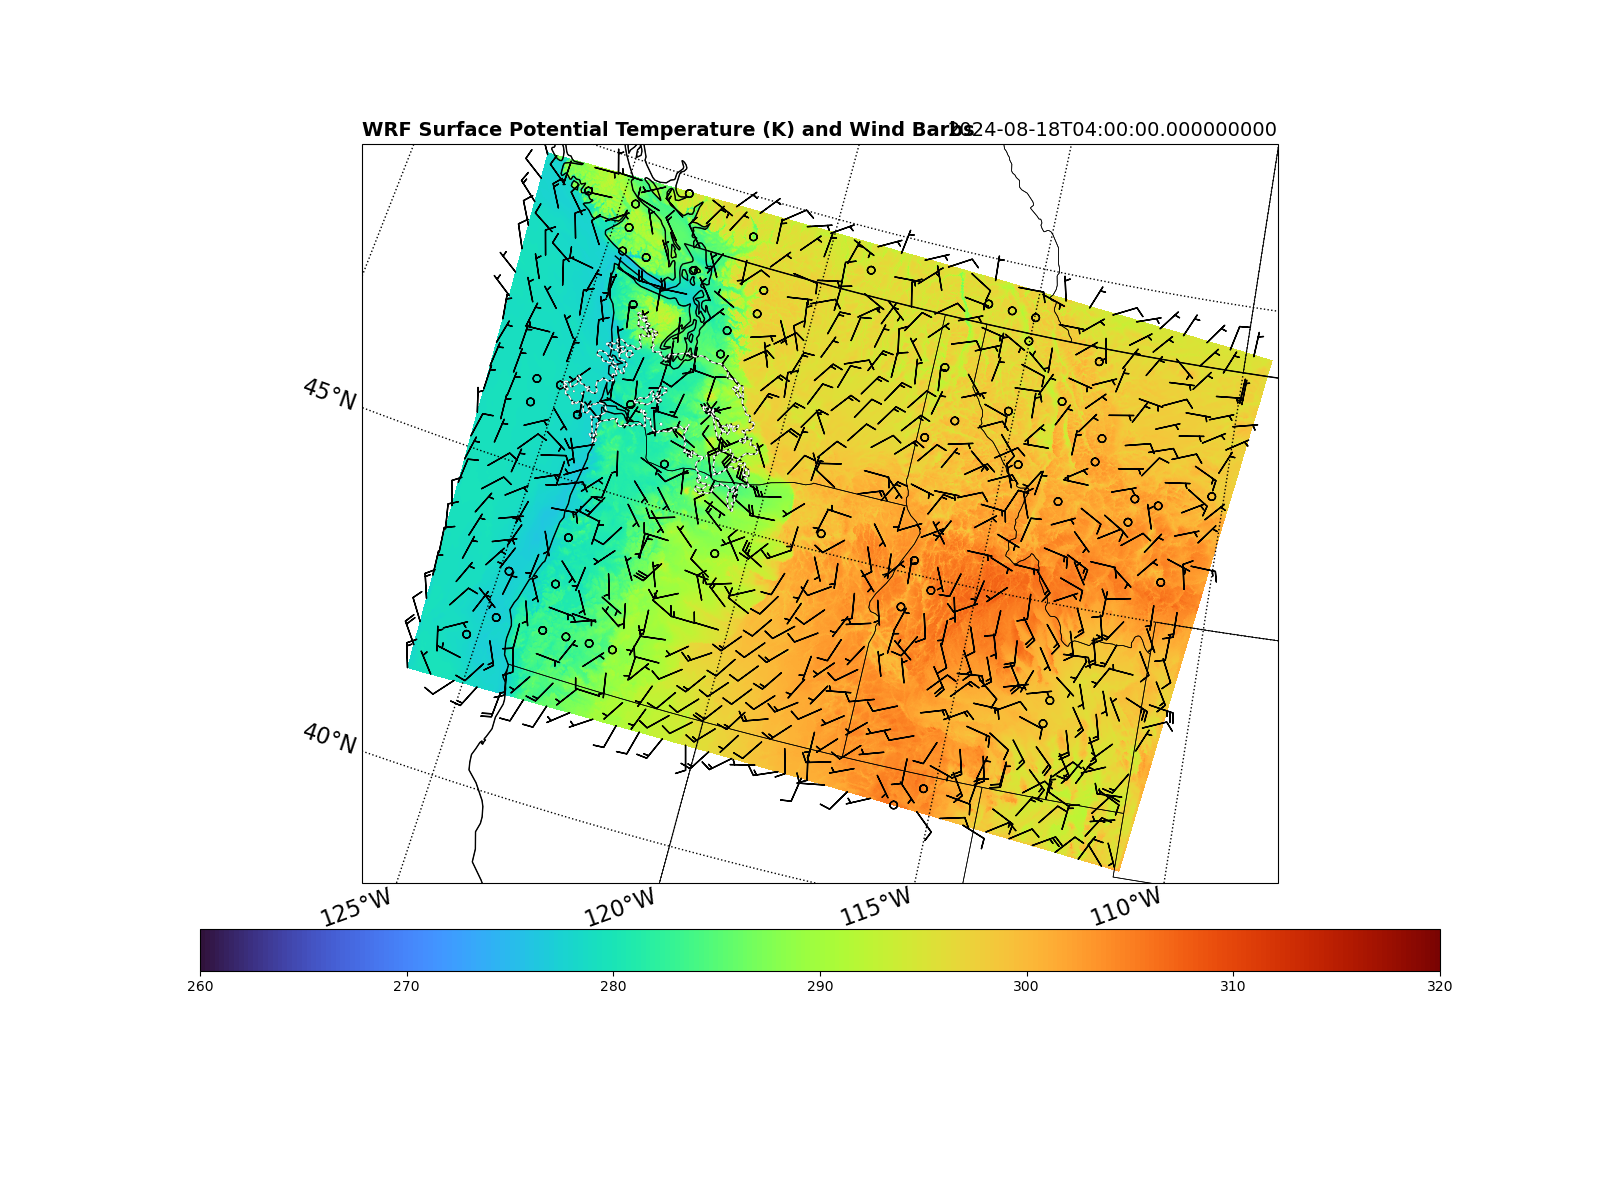 WRF Surface Potential Temperature (K) and Wind Barbs
2024-08-18T04:00:00.000000000
45°N
40°N
125°W 120°W 115°W 110°W
260 270 280 290 300 310 320